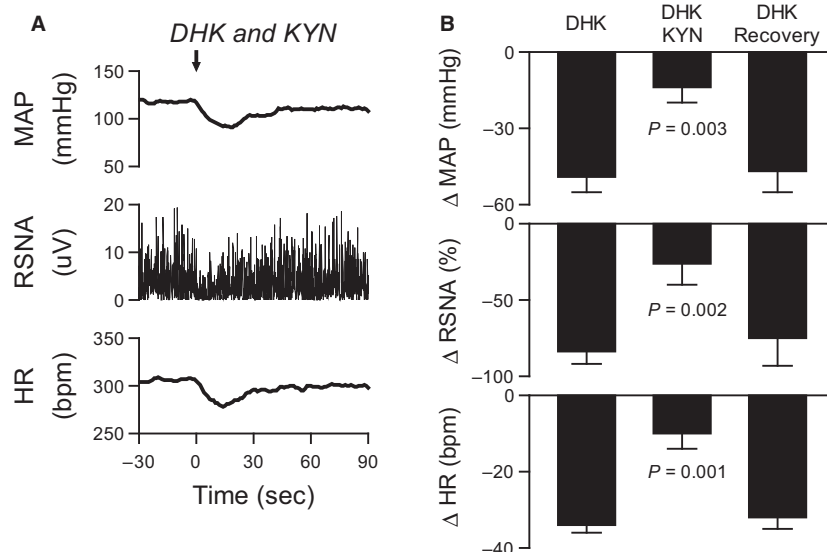 A
DHK and KYN
MAP
(mmHg)
150
100
50
RSNA
(uV)
20
10
0
HR
(bpm)
350
300
250
–30 0 30 60 90
Time (sec)
B
DHK
DHK
KYN
DHK
Recovery
Δ MAP (mmHg)
0
–30
–60
P = 0.003
Δ RSNA (%)
0
–50
–100
P = 0.002
Δ HR (bpm)
0
–20
–40
P = 0.001